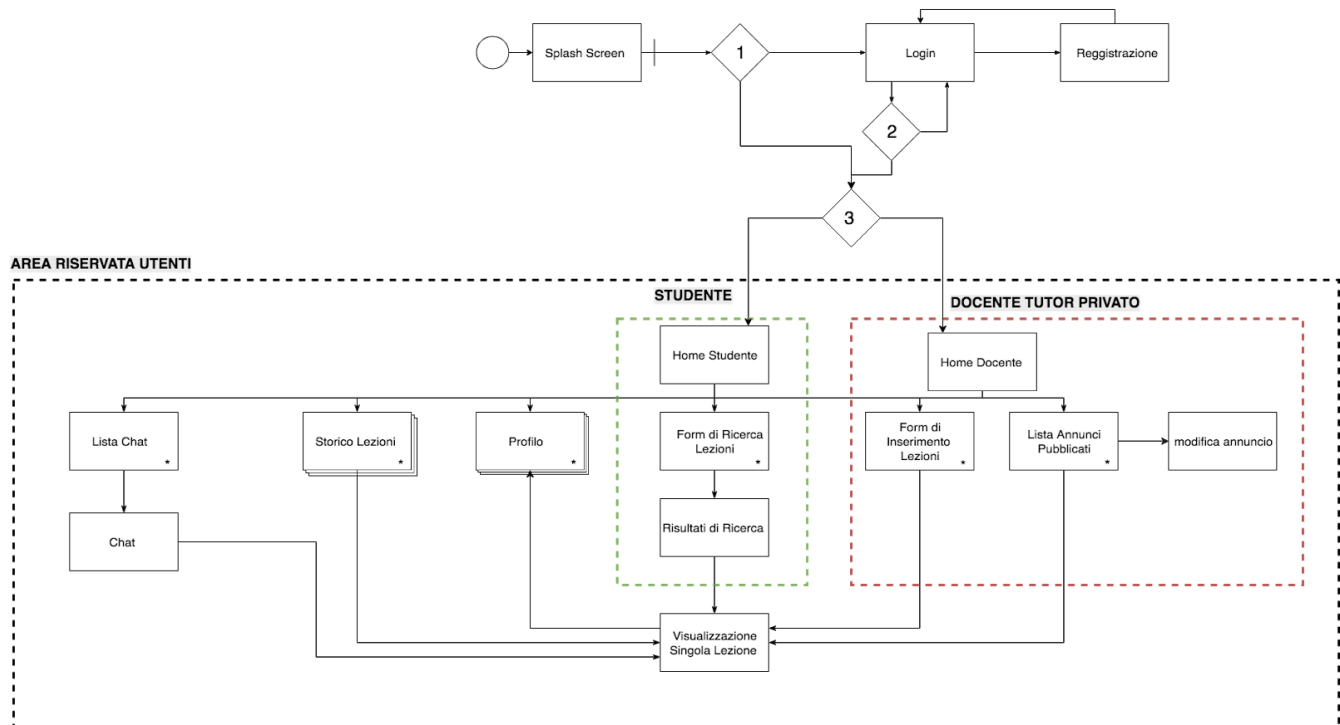 Splash Screen
1
Login
Reggistrazione
2
3
AREA RISERVATA UTENTI
STUDENTE
DOCENTE TUTOR PRIVATO
Home Studente
Home Docente
Lista Chat
*
Storico Lezioni
*
Profilo
*
Form di Ricerca
Lezioni
*
Form di
Inserimento
Lezioni
*
Lista Annunci
Pubblicati
*
modifica annuncio
Chat
Risultati di Ricerca
Visualizzazione
Singola Lezione